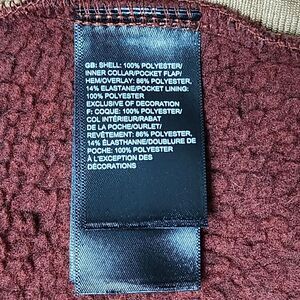 GB: SHELL: 100% POLYESTER/
INNER COLLAR/POCKET FLAP/
HEM/OVERLAY: 86% POLYESTER,
14% ELASTANE/POCKET LINING:
100% POLYESTER
EXCLUSIVE OF DECORATION
F: COQUE: 100% POLYESTER/
COL INTÉRIEUR/RABAT
DE LA POCHE/OURLET/
REVÊTEMENT: 86% POLYESTER,
14% ÉLASTHANNE/DOUBLURE DE
POCHE: 100% POLYESTER
À L'EXCEPTION DES
DÉCORATIONS